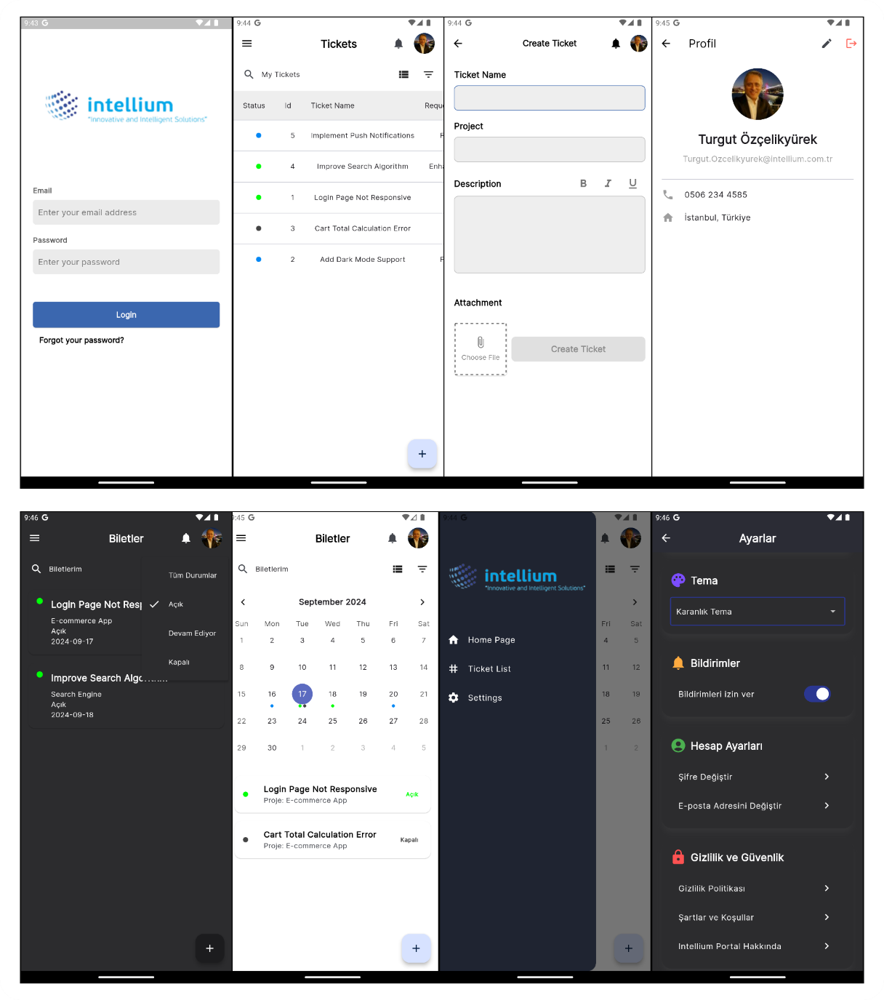 9:43 G
intellium
"Innovative and Intelligent Solutions"
Email
Enter your email address
Password
Enter your password
Login
Forgot your password?
9:44 G
Tickets
My Tickets
Status Id Ticket Name Requ
5 Implement Push Notifications F
4 Improve Search Algorithm Enh
1 Login Page Not Responsive
3 Cart Total Calculation Error
2 Add Dark Mode Support F
+
9:44 G
Create Ticket
Ticket Name
Project
Description B I U
Attachment
Choose File
Create Ticket
9:45 G
Profil
Turgut Özçelikyürek
Turgut.Ozcelikyurek@intellium.com.tr
0506 234 4585
İstanbul, Türkiye
9:46 G
Biletler
Biletlerim
Tüm Durumlar
Açık
Devam Ediyor
Kapalı
Login Page Not Resp
E-commerce App
Açık
2024-09-17
Improve Search Algorithm
Search Engine
Açık
2024-09-18
+
:45 G
Biletler
Biletlerim
September 2024
Sun Mon Tue Wed Thu Fri Sat
1 2 3 4 5 6 7
8 9 10 11 12 13 14
15 16 17 18 19 20 21
22 23 24 25 26 27 28
29 30 1 2 3 4 5
Login Page Not Responsive
Proje: E-commerce App
Açık
Cart Total Calculation Error
Proje: E-commerce App
Kapalı
+
9:44 G
intellium
"Innovative and Intelligent Solutions"
Home Page
Ticket List
Settings
Fri Sat
4 5
11 12
18 19
25 26
1 2
+
9:46 G
Ayarlar
Tema
Karanlık Tema
Bildirimler
Bildirimleri izin ver
Hesap Ayarları
Şifre Değiştir
E-posta Adresini Değiştir
Gizlilik ve Güvenlik
Gizlilik Politikası
Şartlar ve Koşullar
Intellium Portal Hakkında